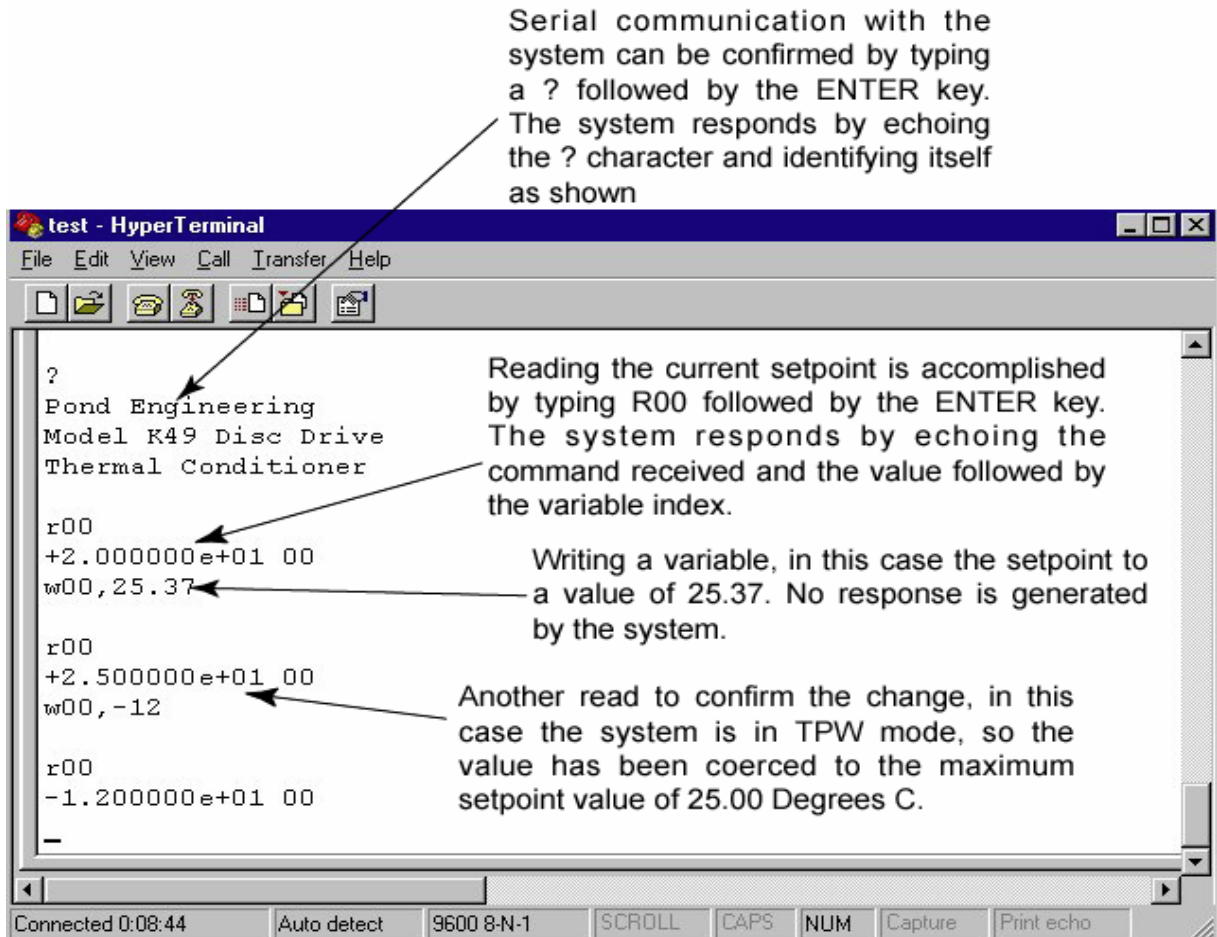 Serial communication with the
system can be confirmed by typing
a ? followed by the ENTER key.
The system responds by echoing
the ? character and identifying itself
as shown
test - HyperTerminal
File Edit View Call Transfer Help
?
Pond Engineering
Model K49 Disc Drive
Thermal Conditioner
Reading the current setpoint is accomplished
by typing R00 followed by the ENTER key.
The system responds by echoing the
command received and the value followed by
the variable index.
r00
+2.000000e+01 00
w00,25.37
Writing a variable, in this case the setpoint to
a value of 25.37. No response is generated
by the system.
r00
+2.500000e+01 00
w00,-12
Another read to confirm the change, in this
case the system is in TPW mode, so the
value has been coerced to the maximum
setpoint value of 25.00 Degrees C.
r00
-1.200000e+01 00
Connected 0:08:44 Auto detect 9600 8-N-1 SCROLL CAPS NUM Capture Print echo